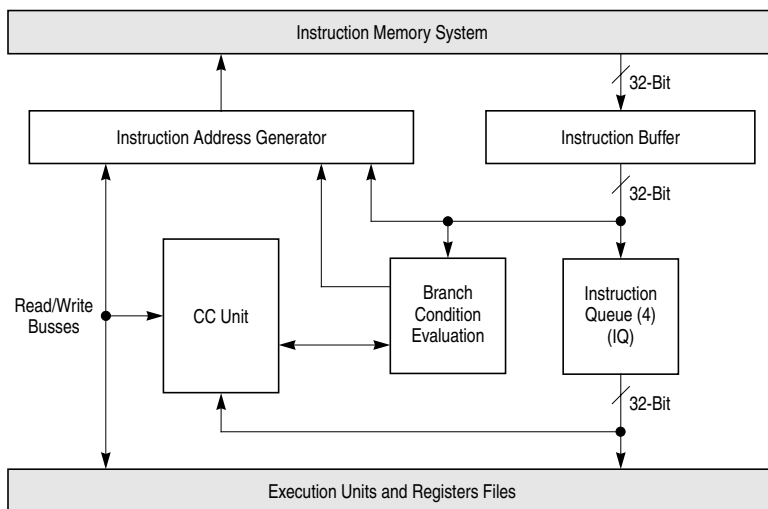 Instruction Memory System
32-Bit
Instruction Address Generator
Instruction Buffer
32-Bit
Read/Write
Busses
CC Unit
Branch
Condition
Evaluation
Instruction
Queue (4)
(IQ)
32-Bit
Execution Units and Registers Files